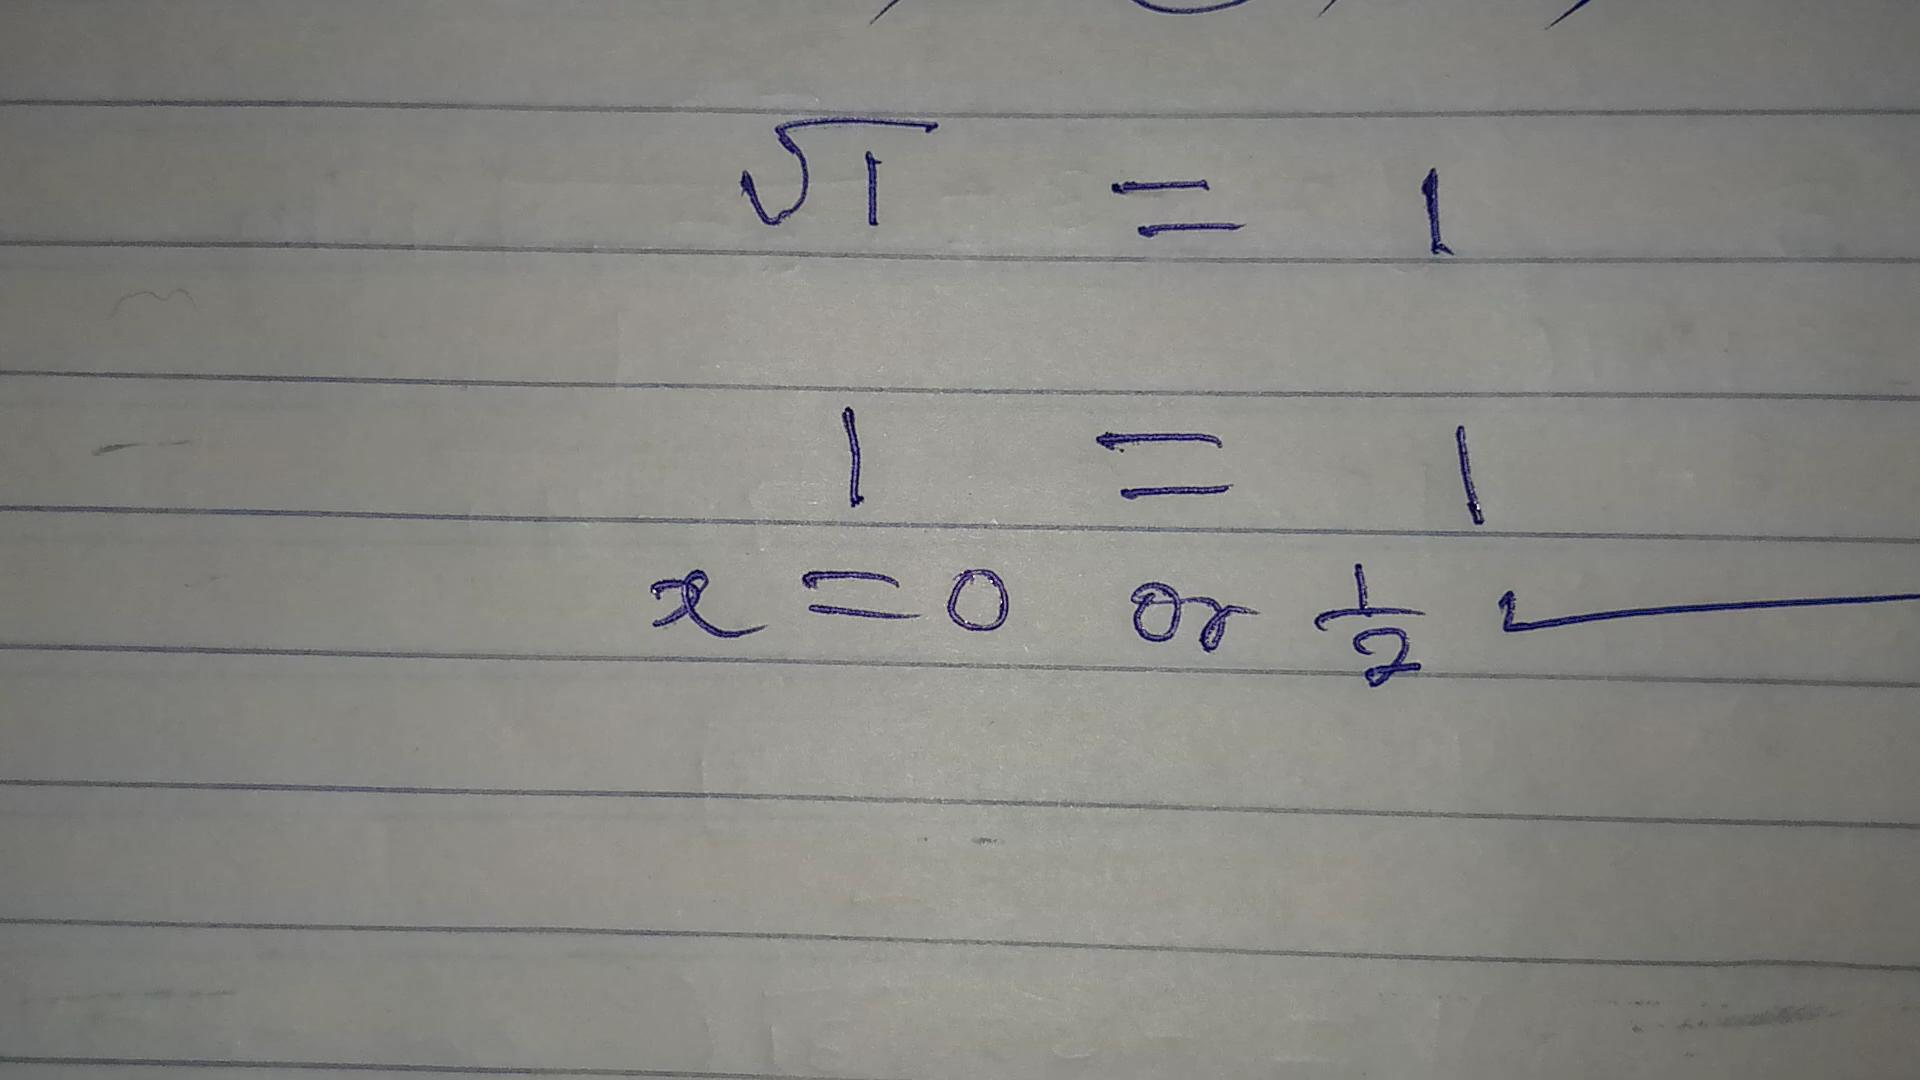 √1 = 1
1 = 1
x = 0 or 1/2